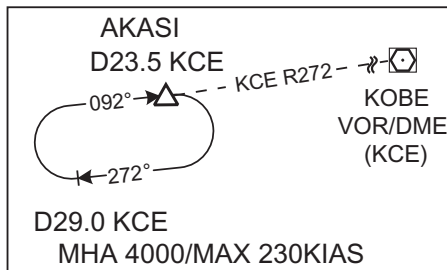 AKASI
D23.5 KCE
KCE R272
092°
KOBE
VOR/DME
(KCE)
272°
D29.0 KCE
MHA 4000/MAX 230KIAS